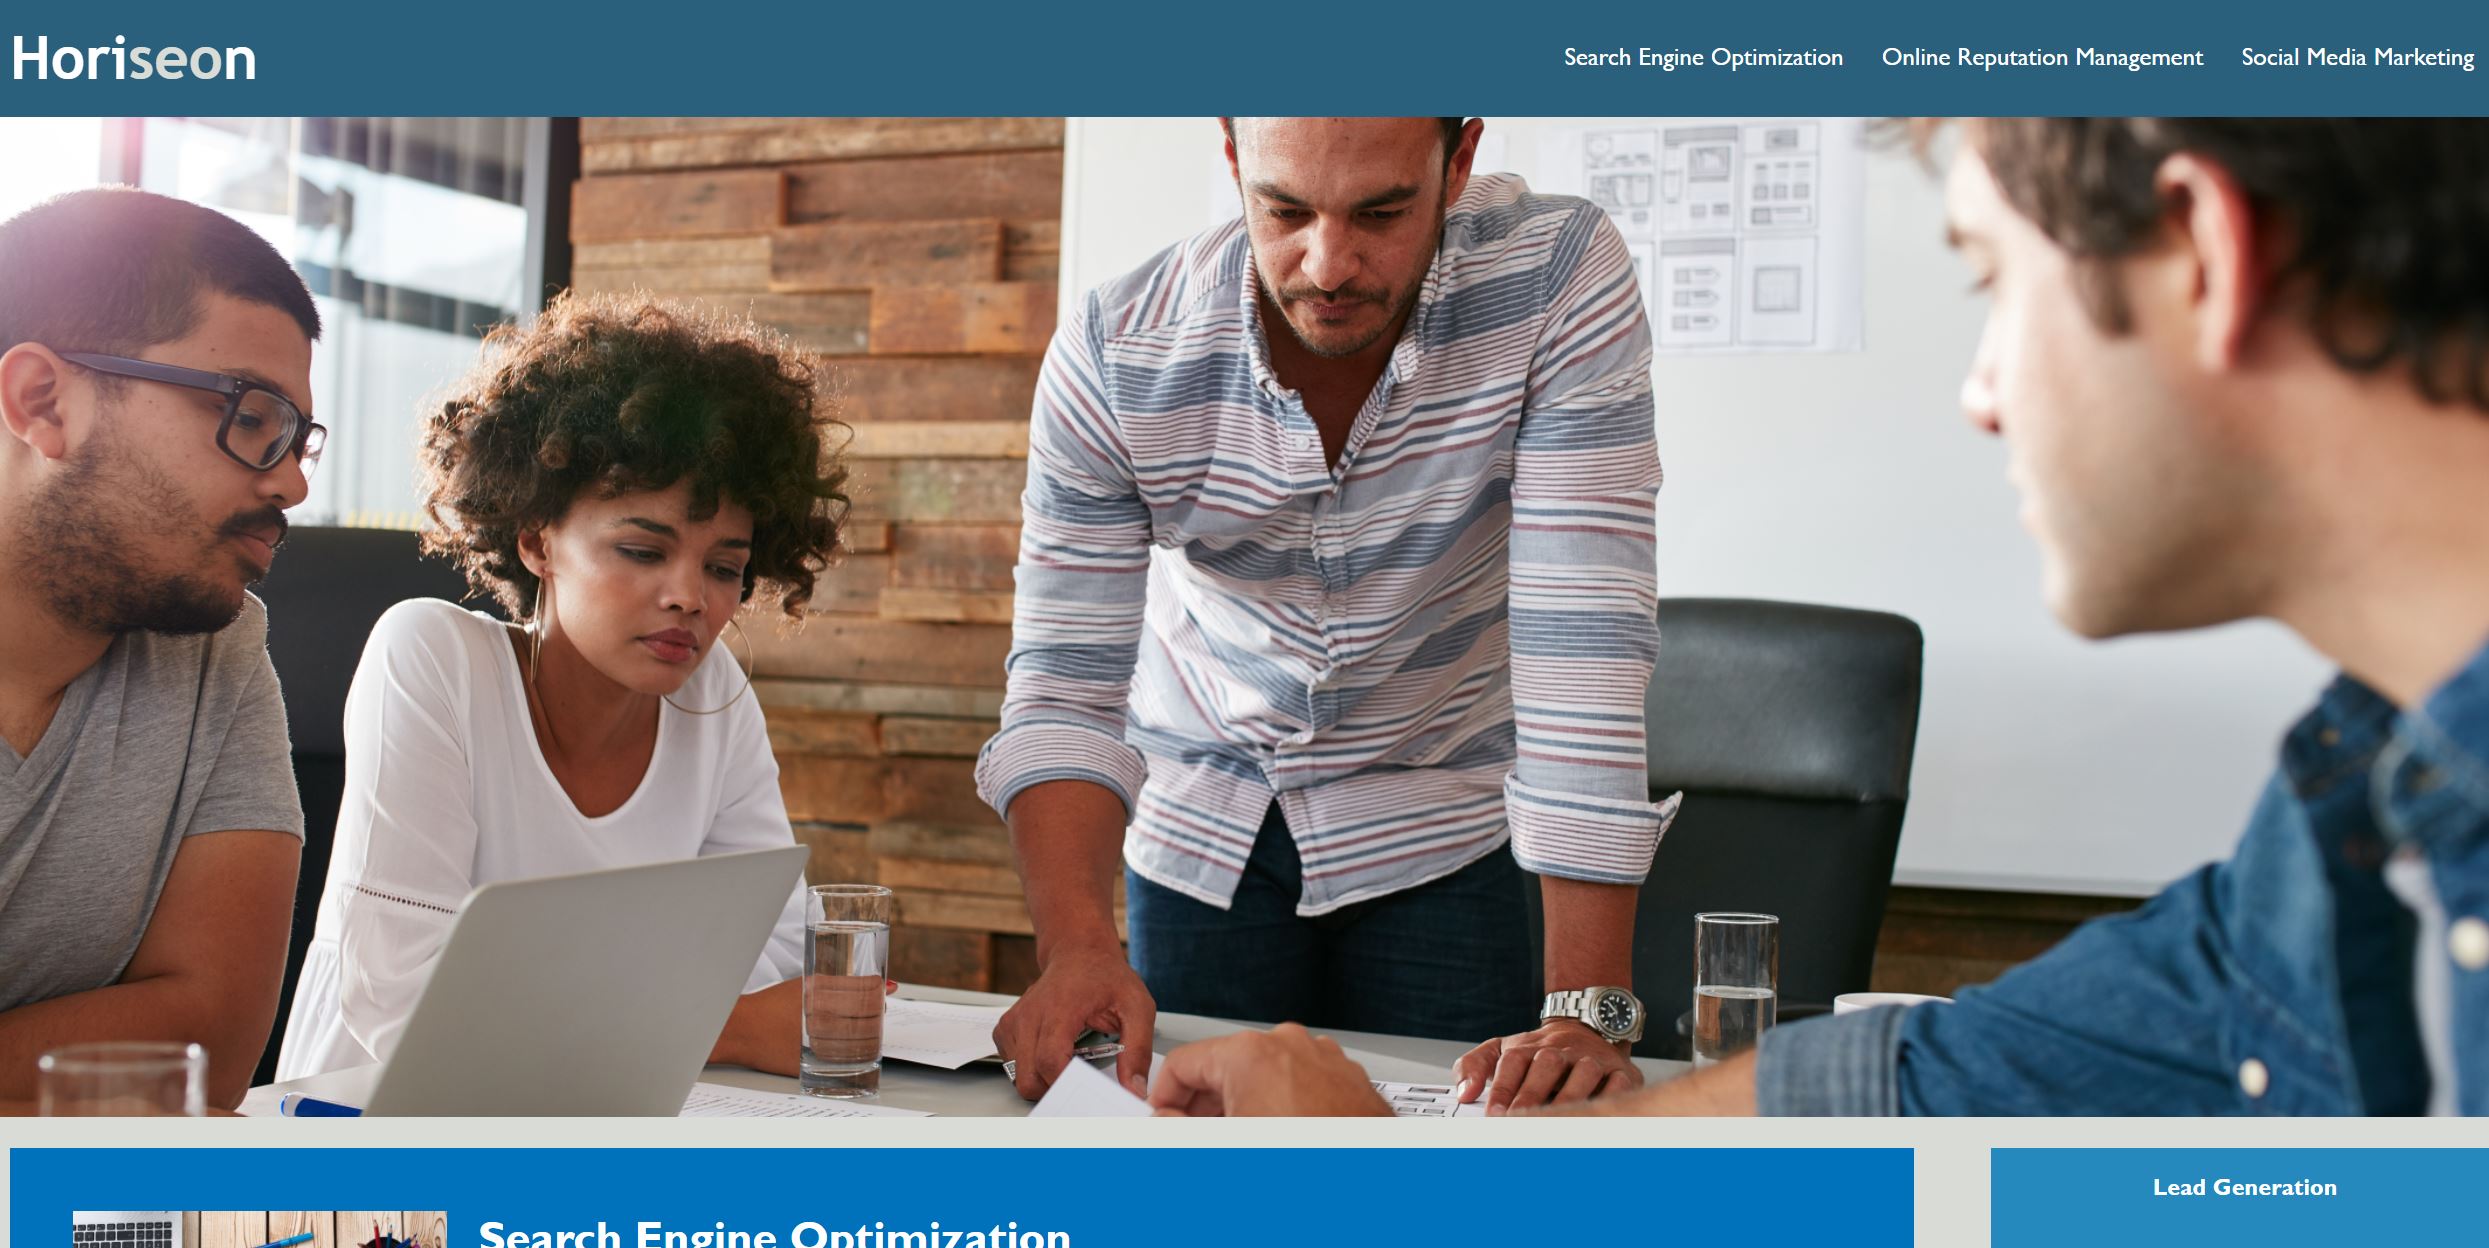 Horiseon
Search Engine Optimization
Online Reputation Management
Social Media Marketing
Search Engine Optimization
Lead Generation